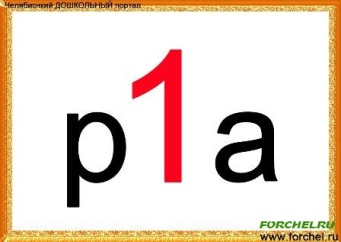 Челябинский ДОШКОЛЬНЫЙ портал
р1а
FORCHEL.RU
www.forchel.ru